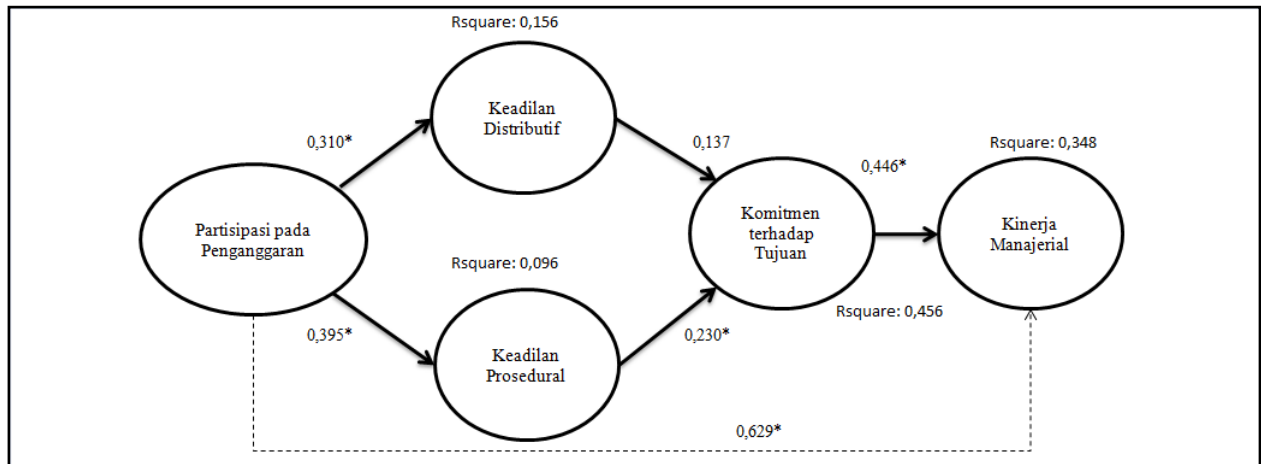 Rsquare: 0,156
Keadilan
Distributif
0,310*
0,137
Rsquare: 0,348
0,446*
Partisipasi pada
Penganggaran
Komitmen
terhadap
Tujuan
Kinerja
Manajerial
Rsquare: 0,096
Rsquare: 0,456
0,395*
0,230*
Keadilan
Prosedural
0,629*